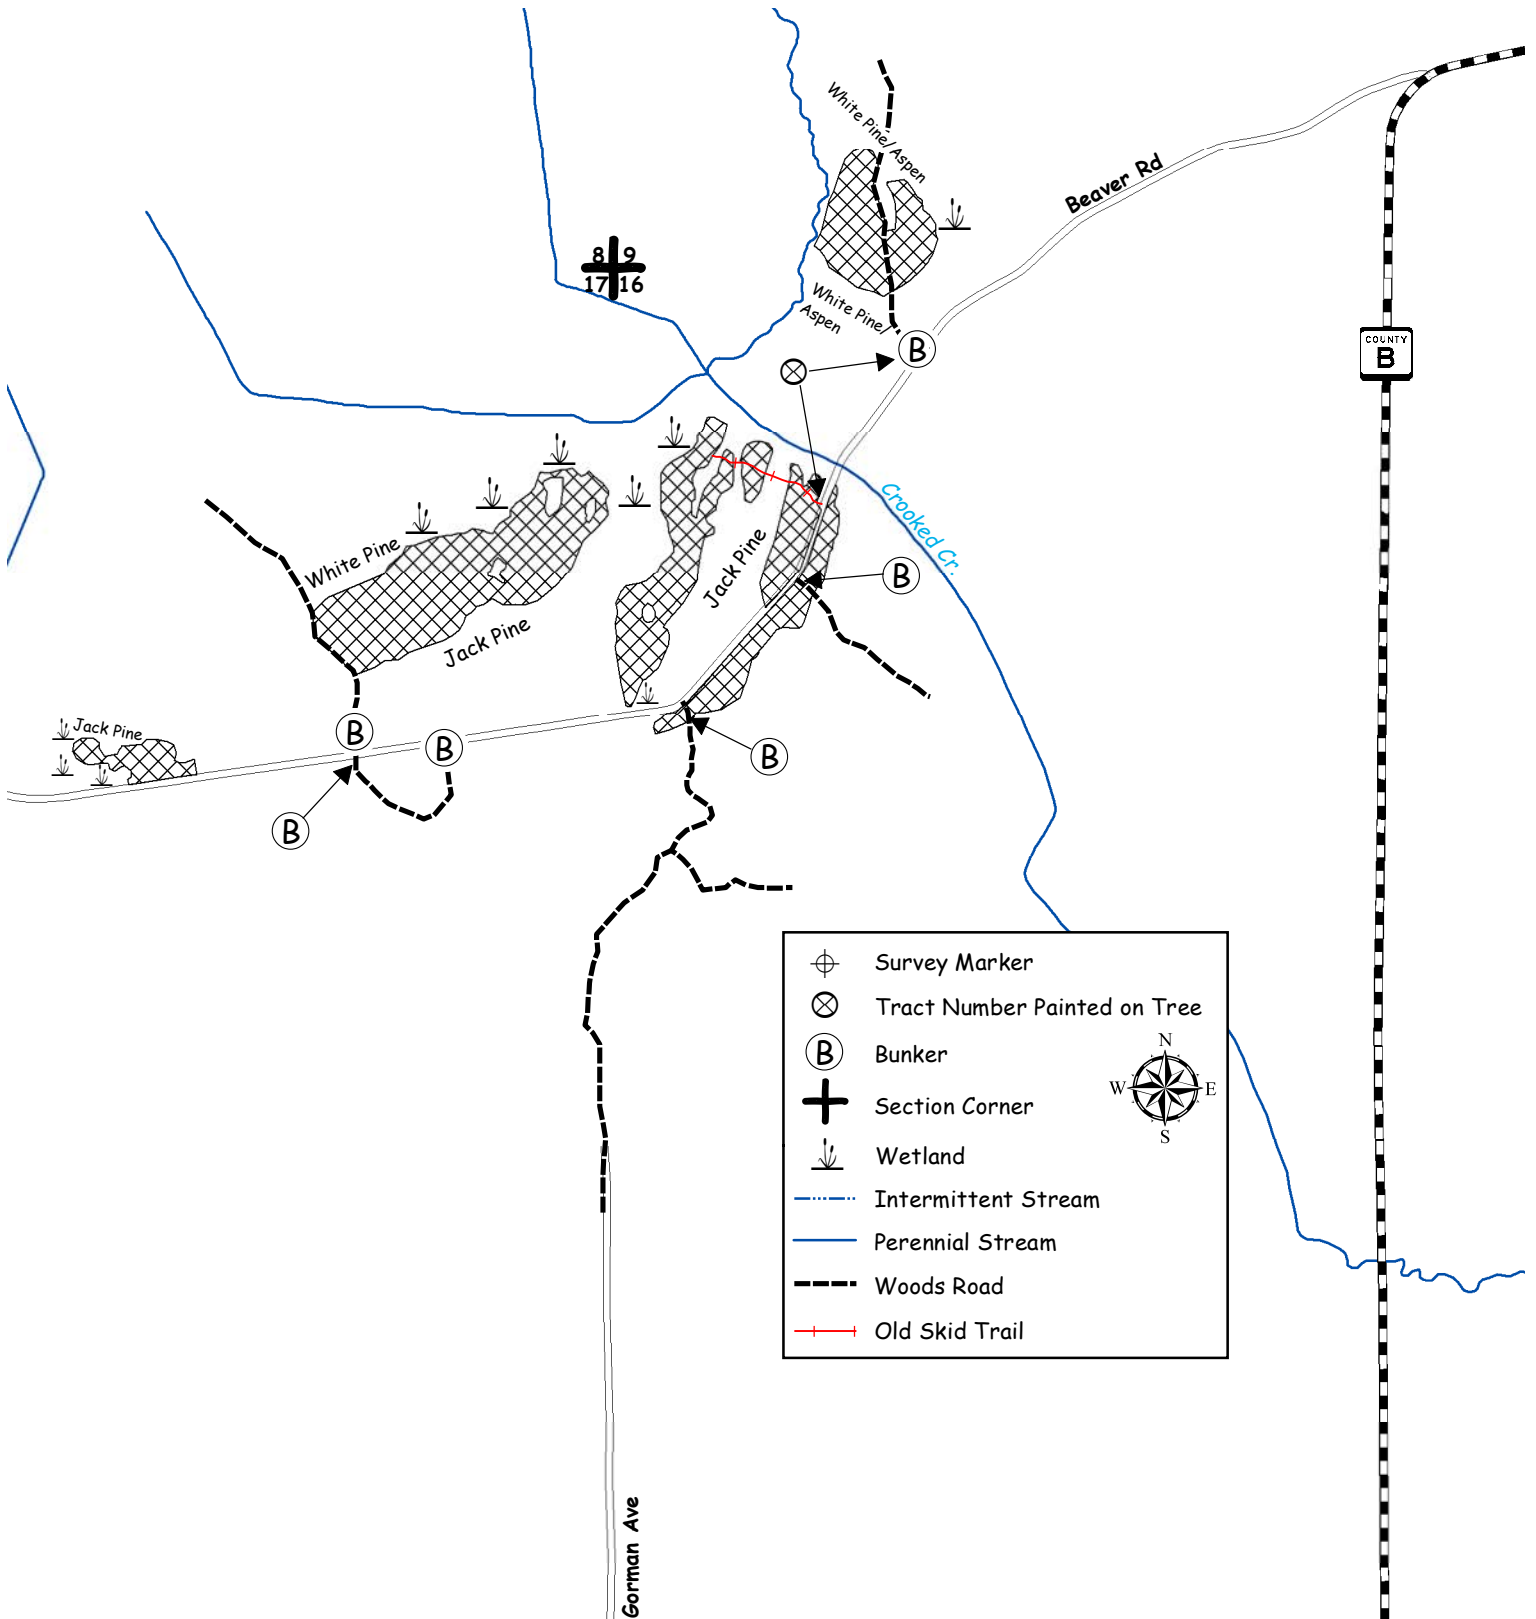 White Pine/Aspen
Beaver Rd
8 9
17 16
White Pine/
Aspen
B
COUNTY
B
Crooked Cr.
White Pine
Jack Pine
B
Jack Pine
Jack Pine
B
B
B
B
Survey Marker
Tract Number Painted on Tree
B Bunker
Section Corner
Wetland
Intermittent Stream
Perennial Stream
Woods Road
Old Skid Trail
N
W E
S
Gorman Ave